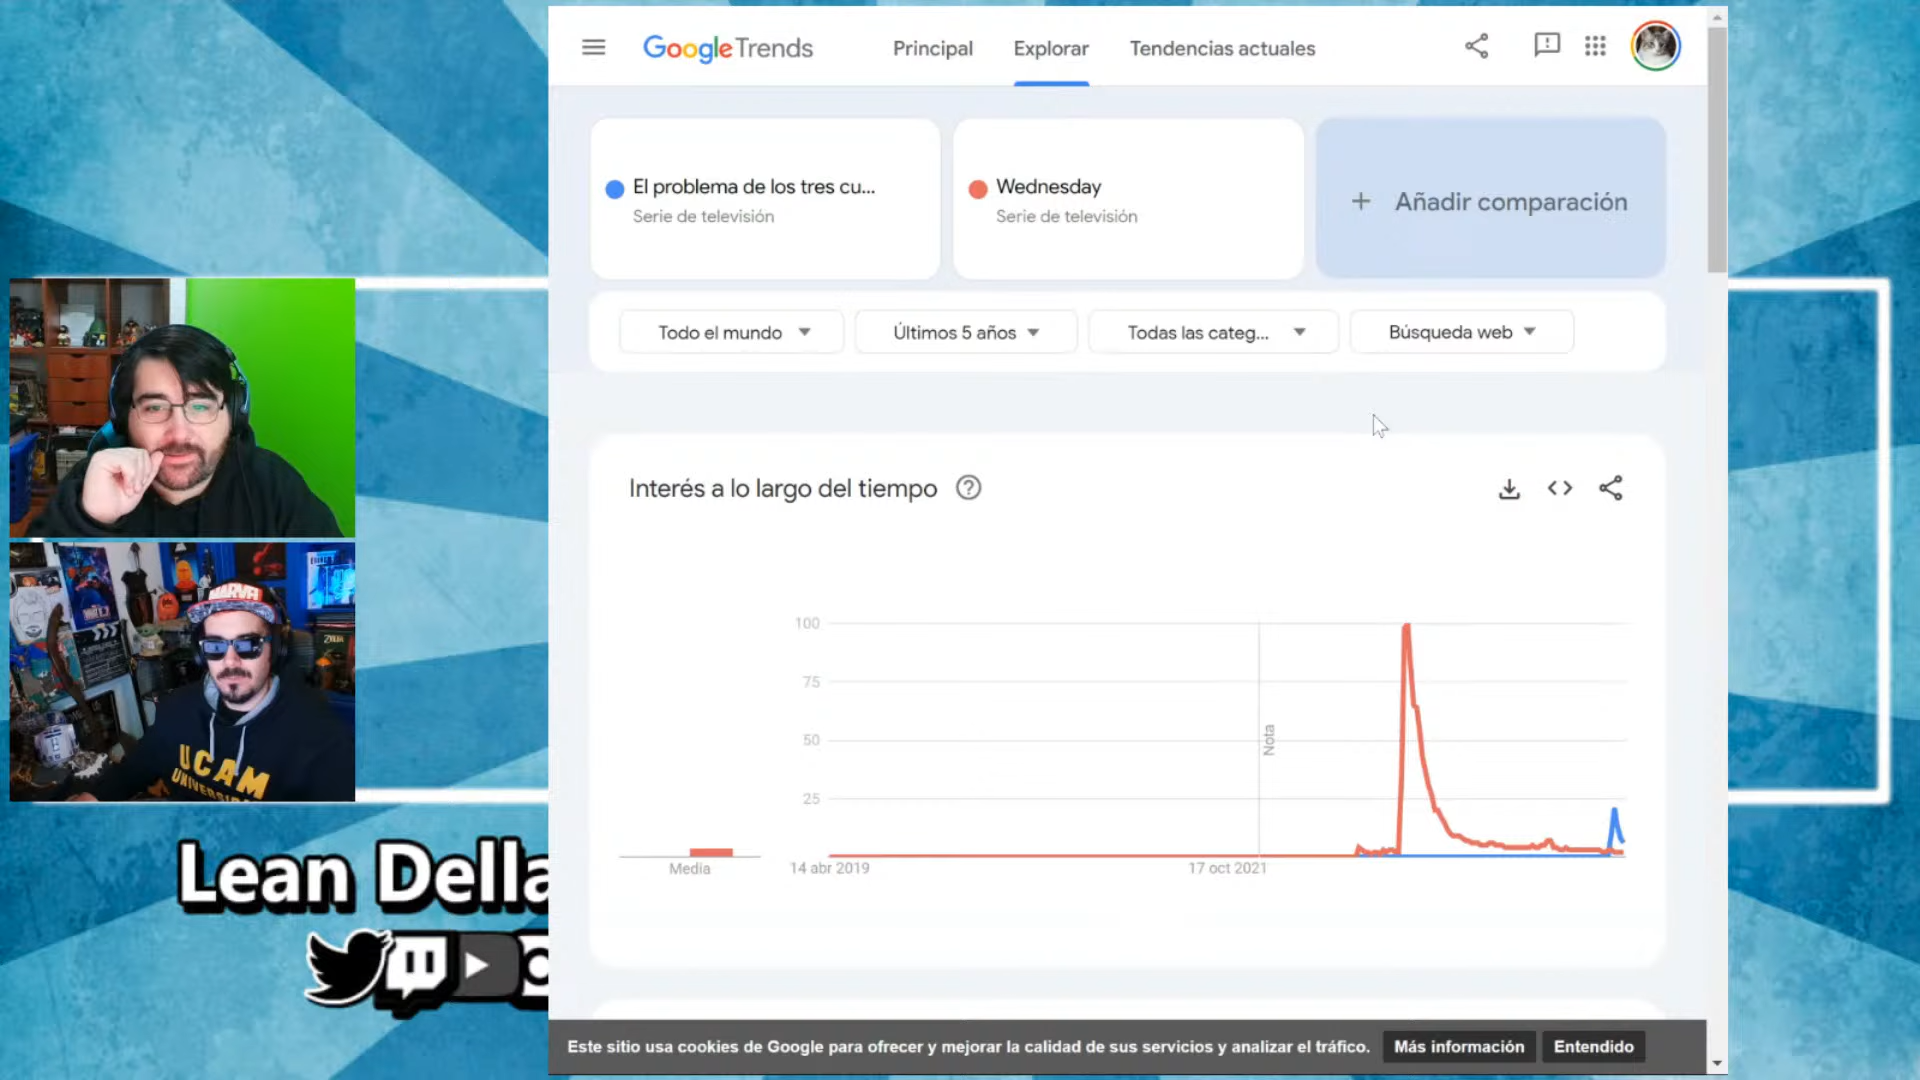 Google Trends
Principal
Explorar
Tendencias actuales
El problema de los tres cu...
Serie de televisión
Wednesday
Serie de televisión
+ Añadir comparación
Todo el mundo
Últimos 5 años
Todas las categ...
Búsqueda web
Interés a lo largo del tiempo
100
75
50
25
Nota
Media
14 abr 2019
17 oct 2021
MARVEL
UCAM
Lean Della
Este sitio usa cookies de Google para ofrecer y mejorar la calidad de sus servicios y analizar el tráfico.
Más información
Entendido